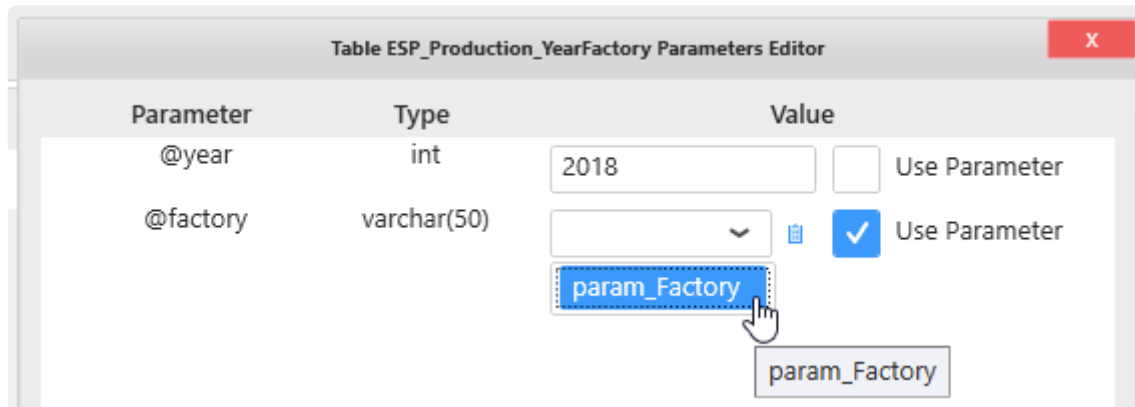 Table ESP_Production_YearFactory Parameters Editor
X
Parameter Type Value
@year int 2018 Use Parameter
@factory varchar(50) Use Parameter
param_Factory
param_Factory